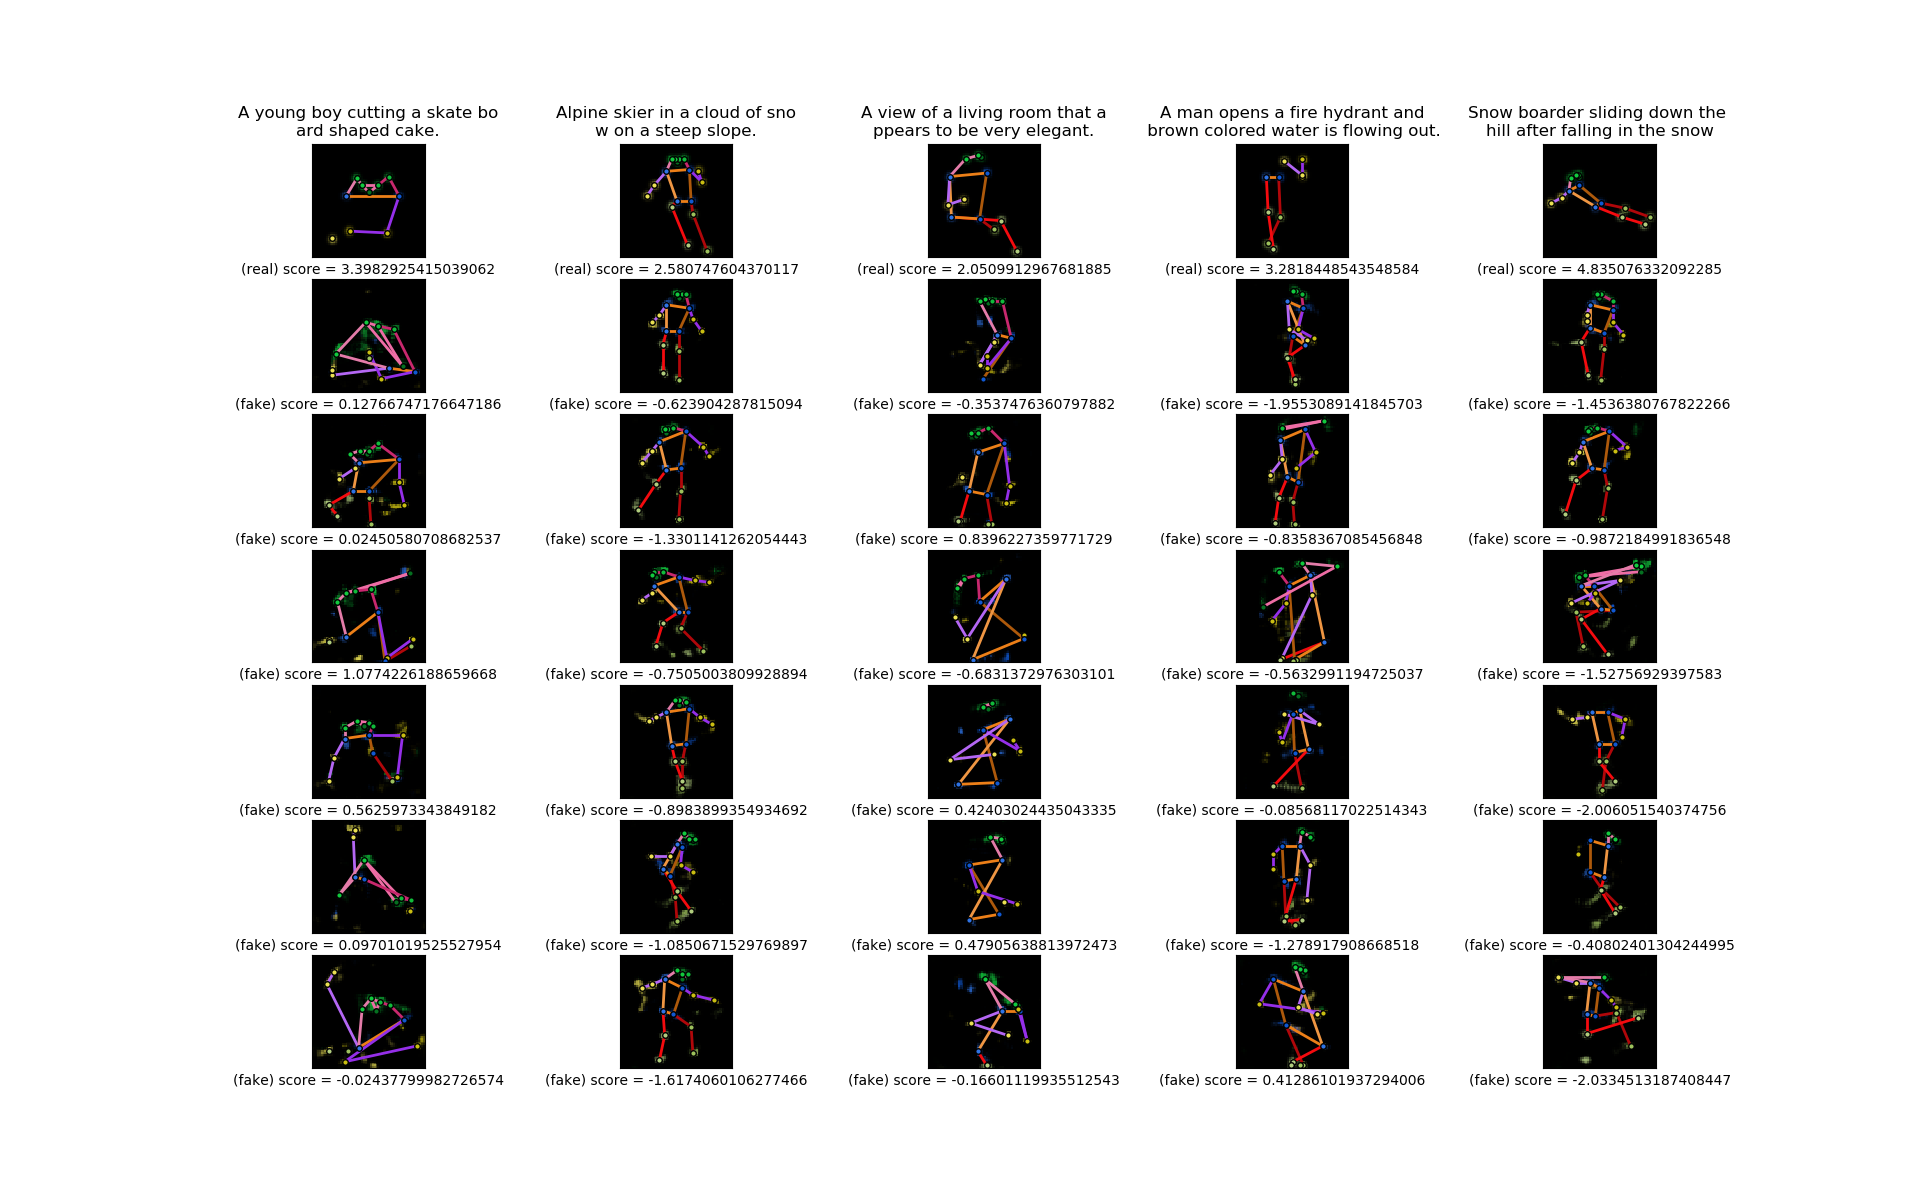 A young boy cutting a skate bo
ard shaped cake.
Alpine skier in a cloud of sno
w on a steep slope.
A view of a living room that a
ppears to be very elegant.
A man opens a fire hydrant and
brown colored water is flowing out.
Snow boarder sliding down the
hill after falling in the snow
(real) score = 3.3982925415039062
(real) score = 2.580747604370117
(real) score = 2.0509912967681885
(real) score = 3.2818448543548584
(real) score = 4.835076332092285
(fake) score = 0.12766747176647186
(fake) score = -0.623904287815094
(fake) score = -0.3537476360797882
(fake) score = -1.9553089141845703
(fake) score = -1.4536380767822266
(fake) score = 0.02450580708682537
(fake) score = -1.3301141262054443
(fake) score = 0.8396227359771729
(fake) score = -0.8358367085456848
(fake) score = -0.9872184991836548
(fake) score = 1.0774226188659668
(fake) score = -0.7505003809928894
(fake) score = -0.6831372976303101
(fake) score = -0.5632991194725037
(fake) score = -1.52756929397583
(fake) score = 0.5625973343849182
(fake) score = -0.8983899354934692
(fake) score = 0.42403024435043335
(fake) score = -0.08568117022514343
(fake) score = -2.006051540374756
(fake) score = 0.09701019525527954
(fake) score = -1.0850671529769897
(fake) score = 0.47905638813972473
(fake) score = -1.278917908668518
(fake) score = -0.40802401304244995
(fake) score = -0.02437799982726574
(fake) score = -1.6174060106277466
(fake) score = -0.16601119935512543
(fake) score = 0.41286101937294006
(fake) score = -2.0334513187408447